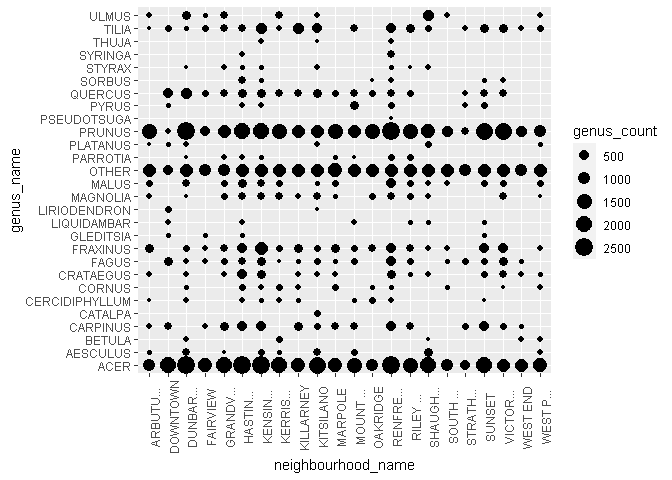 ULMUS
TILIA
THUJA
SYRINGA
STYRAX
SORBUS
QUERCUS
PYRUS
PSEUDOTSUGA
PRUNUS
PLATANUS
PARROTIA
OTHER
MALUS
MAGNOLIA
LIRIODENDRON
LIQUIDAMBAR
GLEDITSIA
FRAXINUS
FAGUS
CRATAEGUS
CORNUS
CERCIDIPHYLLUM
CATALPA
CARPINUS
BETULA
AESCULUS
ACER
genus_name
ARBUTU...
DOWNTOWN
DUNBAR...
FAIRVIEW
GRANDV...
HASTIN...
KENSIN...
KERRIS...
KILLARNEY
KITSILANO
MARPOLE
MOUNT ...
OAKRIDGE
RENFRE...
RILEY ...
SHAUGH...
SOUTH ...
STRATH...
SUNSET
VICTOR...
WEST END
WEST P...
neighbourhood_name
genus_count
500
1000
1500
2000
2500